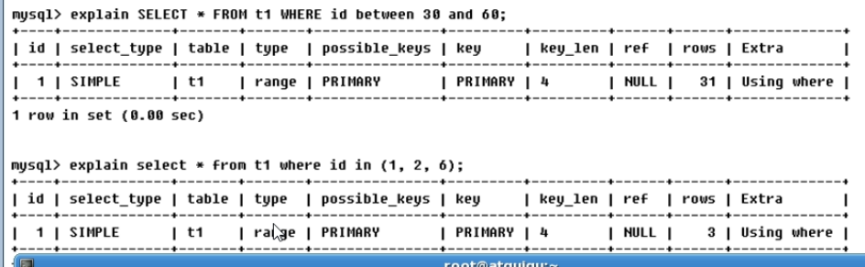 mysql> explain SELECT * FROM t1 WHERE id between 30 and 60;
| id | select_type | table | type | possible_keys | key | key_len | ref | rows | Extra |
| 1 | SIMPLE | t1 | range | PRIMARY | PRIMARY | 4 | NULL | 31 | Using where |
1 row in set (0.00 sec)
mysql> explain select * from t1 where id in (1, 2, 6);
| id | select_type | table | type | possible_keys | key | key_len | ref | rows | Extra |
| 1 | SIMPLE | t1 | range | PRIMARY | PRIMARY | 4 | NULL | 3 | Using where |
root@atguigu:~